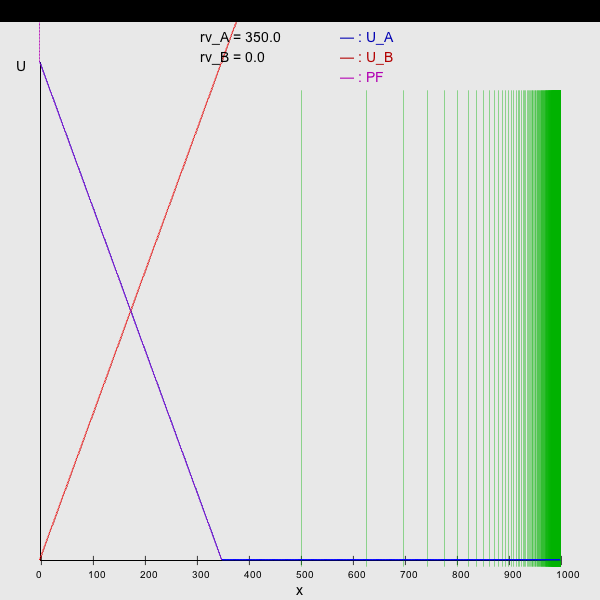 rv_A = 350.0
rv_B = 0.0
— : U_A
— : U_B
— : PF
U
0 100 200 300 400 500 600 700 800 900 1000
x